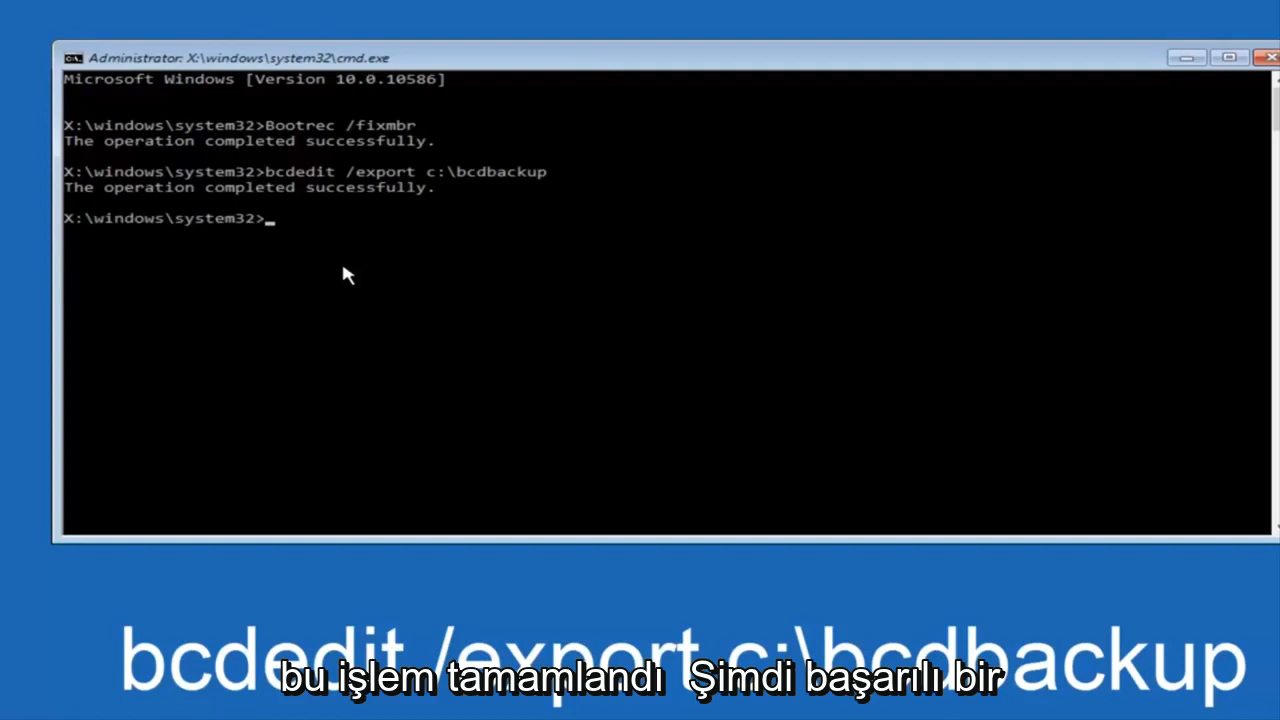 Administrator: X:\windows\system32\cmd.exe
Microsoft Windows [Version 10.0.10586]
X:\windows\system32>Bootrec /fixmbr
The operation completed successfully.
X:\windows\system32>bcdedit /export c:\bcdbackup
The operation completed successfully.
X:\windows\system32>_
bcdedit /export c:\bcdbackup
bu işlem tamamlandı Şimdi başarılı bir